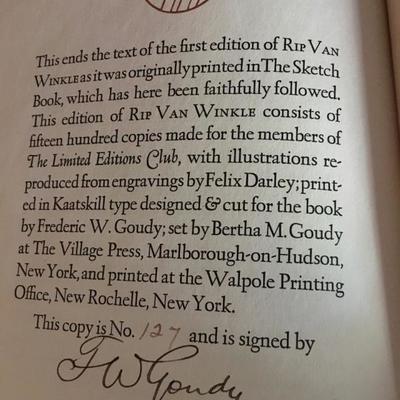 This ends the text of the first edition of RIP VAN
WINKLE as it was originally printed in The Sketch
Book, which has here been faithfully followed.
This edition of RIP VAN WINKLE consists of
fifteen hundred copies made for the members of
The Limited Editions Club, with illustrations re-
produced from engravings by Felix Darley; print-
ed in Kaatskill type designed & cut for the book
by Frederic W. Goudy; set by Bertha M. Goudy
at The Village Press, Marlborough-on-Hudson,
New York, and printed at the Walpole Printing
Office, New Rochelle, New York.
This copy is No. 127 and is signed by
F W Goudy